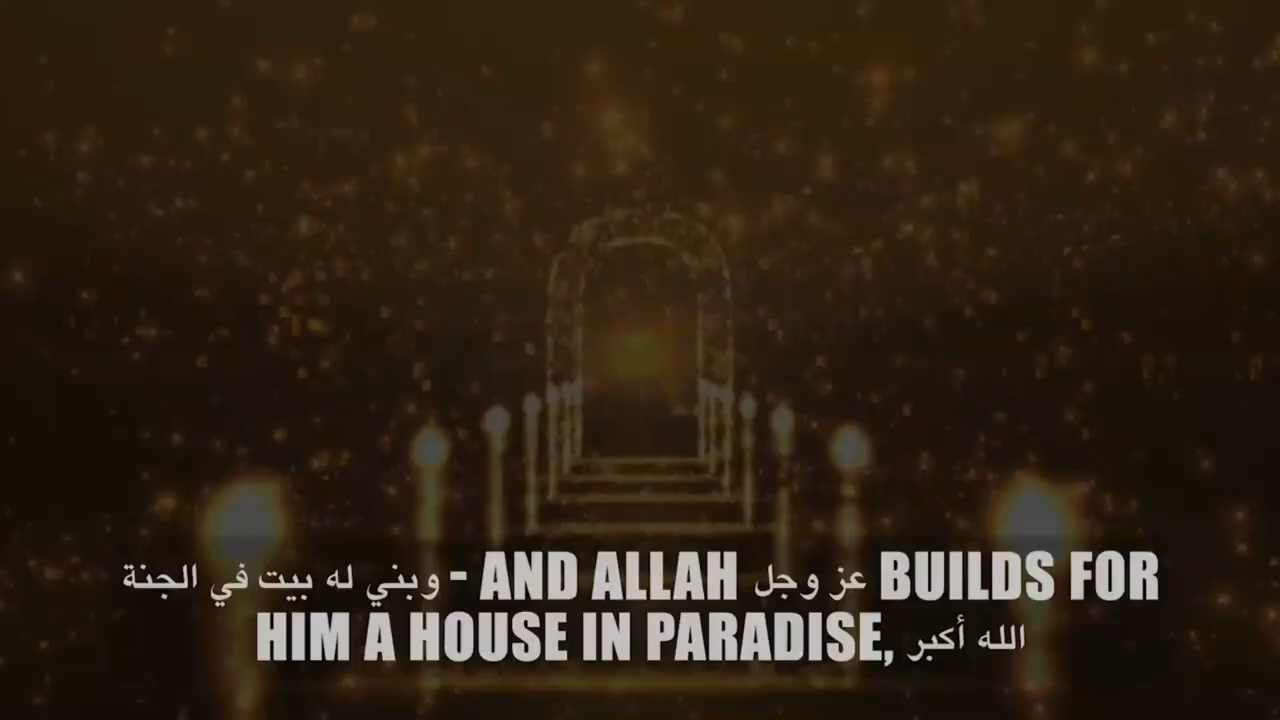 وبني له بيت في الجنة - AND ALLAH عز وجل BUILDS FOR
HIM A HOUSE IN PARADISE, الله أكبر